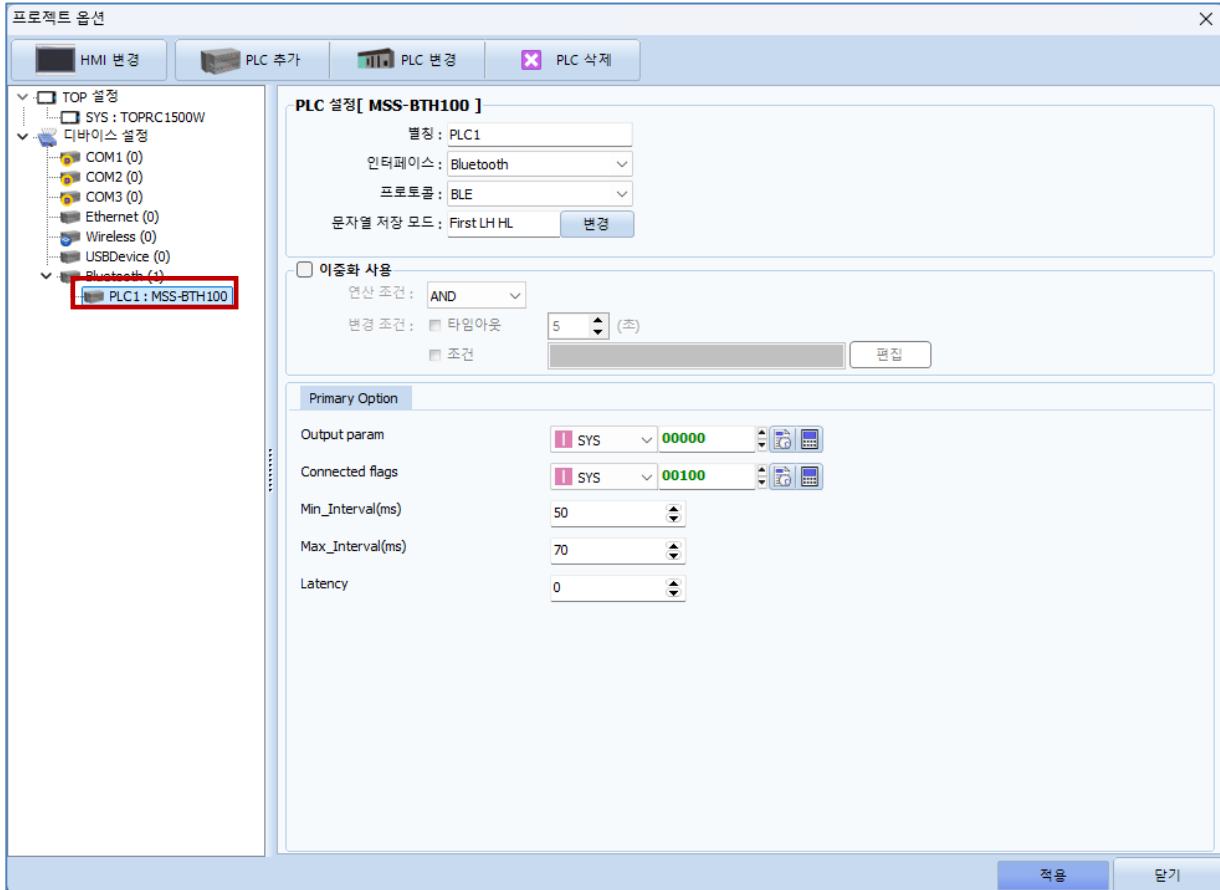 프로젝트 옵션
HMI 변경 PLC 추가 PLC 변경 PLC 삭제
TOP 설정
SYS : TOPRC1500W
디바이스 설정
COM1 (0)
COM2 (0)
COM3 (0)
Ethernet (0)
Wireless (0)
USBDevice (0)
Bluetooth (1)
PLC1 : MSS-BTH100
PLC 설정[ MSS-BTH100 ]
별칭 : PLC1
인터페이스 : Bluetooth
프로토콜 : BLE
문자열 저장 모드 : First LH HL 변경
이중화 사용
연산 조건 : AND
변경 조건 : 타임아웃 5 (초)
조건 편집
Primary Option
Output param SYS 00000
Connected flags SYS 00100
Min_Interval(ms) 50
Max_Interval(ms) 70
Latency 0
적용 닫기